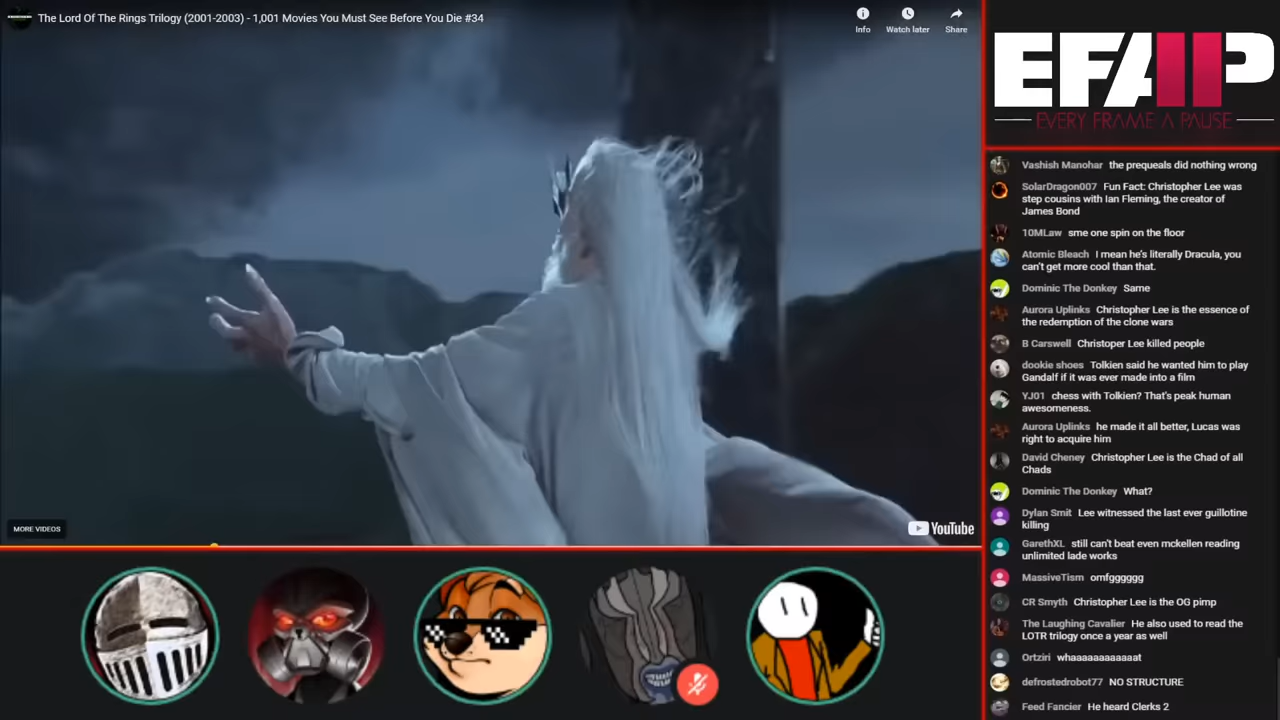 The Lord Of The Rings Trilogy (2001-2003) - 1,001 Movies You Must See Before You Die #34
Info
Watch later
Share
MORE VIDEOS
YouTube
EFAP
EVERY FRAME A PAUSE
Vashish Manohar the prequeals did nothing wrong
SolarDragon007 Fun Fact: Christopher Lee was
step cousins with Ian Fleming, the creator of
James Bond
10MLaw sme one spin on the floor
Atomic Bleach I mean he's literally Dracula, you
can't get more cool than that.
Dominic The Donkey Same
Aurora Uplinks Christopher Lee is the essence of
the redemption of the clone wars
B Carswell Christoper Lee killed people
dookie shoes Tolkien said he wanted him to play
Gandalf if it was ever made into a film
YJ01 chess with Tolkien? That's peak human
awesomeness.
Aurora Uplinks he made it all better, Lucas was
right to acquire him
David Cheney Christopher Lee is the Chad of all
Chads
Dominic The Donkey What?
Dylan Smit Lee witnessed the last ever guillotine
killing
GarethXL still can't beat even mckellen reading
unlimited lade works
MassiveTism omfgggggg
CR Smyth Christopher Lee is the OG pimp
The Laughing Cavalier He also used to read the
LOTR trilogy once a year as well
Ortziri whaaaaaaaaaaat
defrostedrobot77 NO STRUCTURE
Feed Fancier He heard Clerks 2